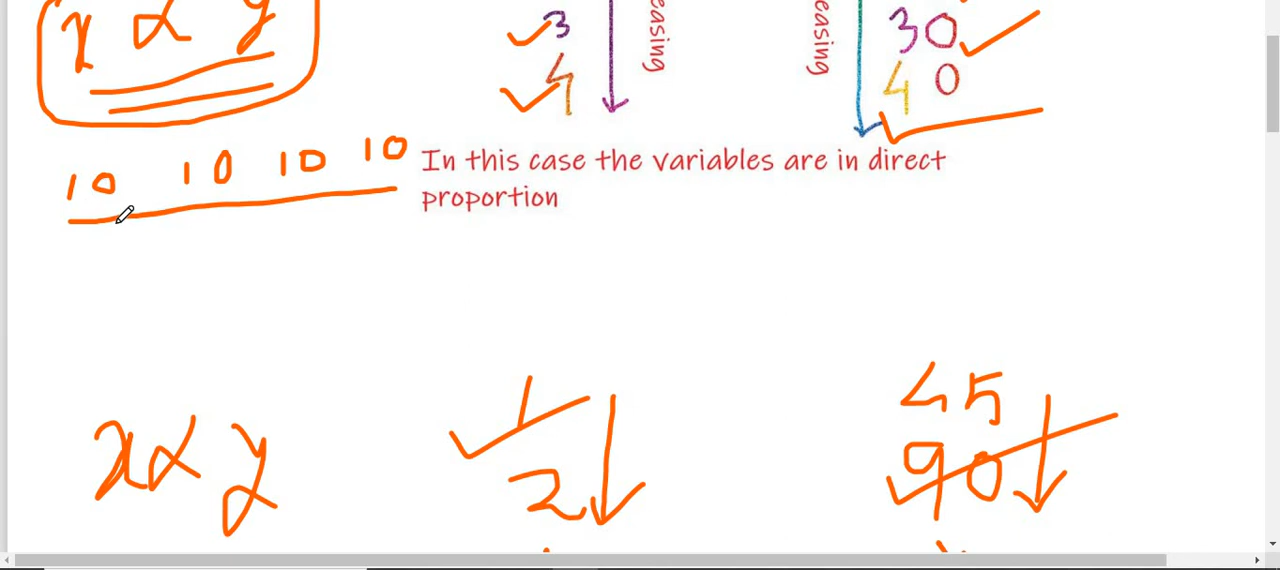 x α y
3
4
easing
easing
30
40
10 10 10 10
In this case the variables are in direct
proportion
x α y
1
2
45
90